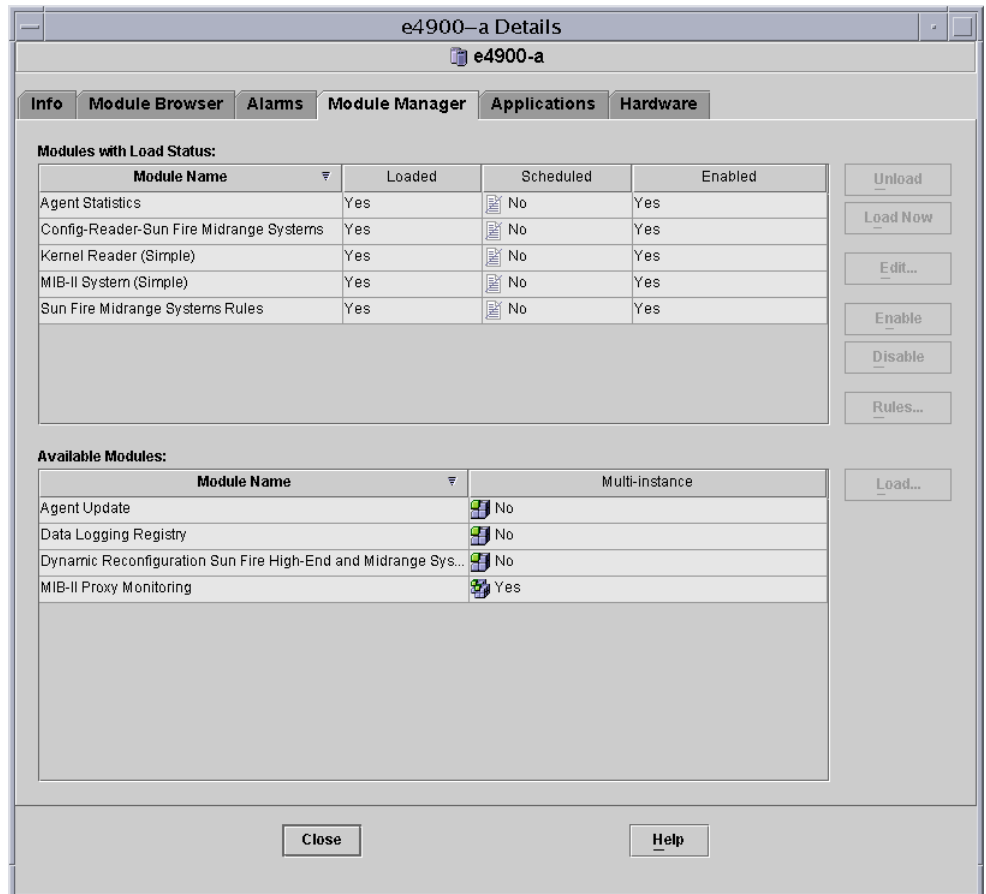 e4900–a Details
e4900-a
Info Module Browser Alarms Module Manager Applications Hardware
Modules with Load Status:
Module Name Loaded Scheduled Enabled
Agent Statistics Yes No Yes
Config-Reader-Sun Fire Midrange Systems Yes No Yes
Kernel Reader (Simple) Yes No Yes
MIB-II System (Simple) Yes No Yes
Sun Fire Midrange Systems Rules Yes No Yes
Unload
Load Now
Edit...
Enable
Disable
Rules...
Available Modules:
Module Name Multi-instance
Agent Update No
Data Logging Registry No
Dynamic Reconfiguration Sun Fire High-End and Midrange Sys... No
MIB-II Proxy Monitoring Yes
Load...
Close Help